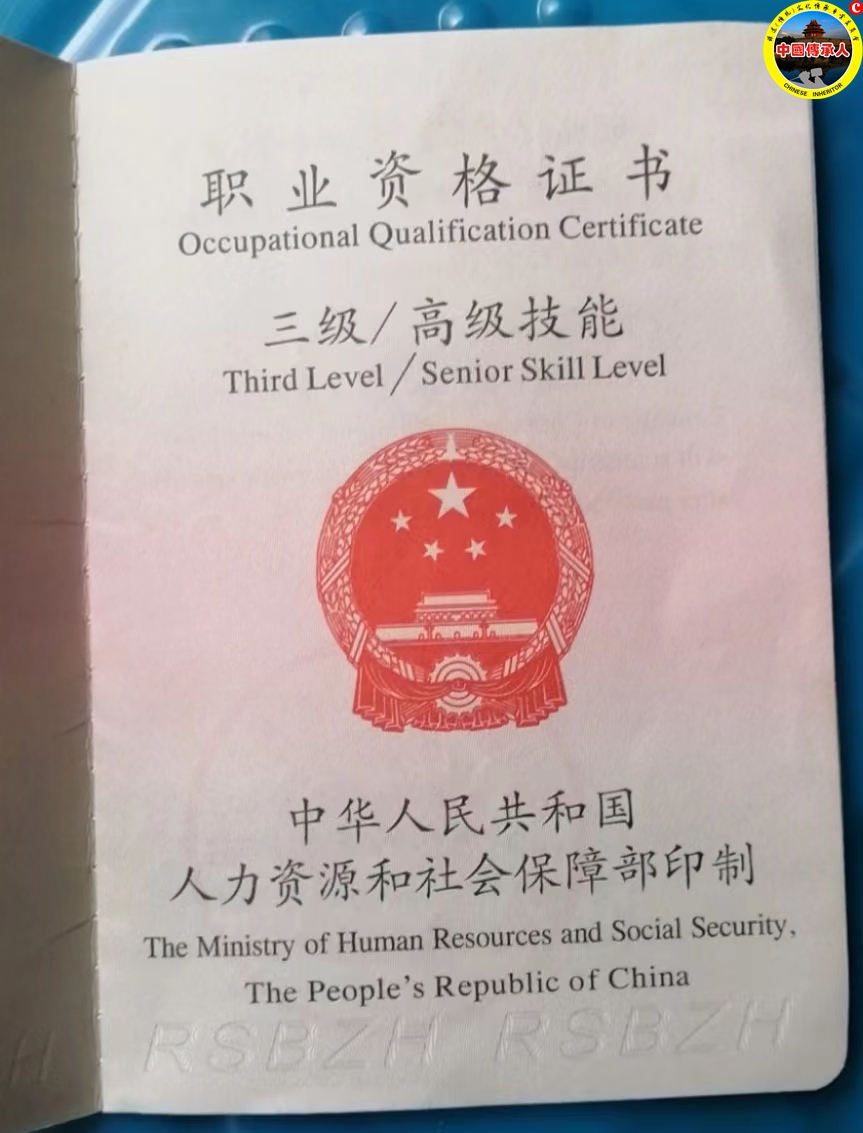 中國傳承人
CHINESE INHERITOR
C
职业资格证书
Occupational Qualification Certificate
三级/高级技能
Third Level/Senior Skill Level
中华人民共和国
人力资源和社会保障部印制
The Ministry of Human Resources and Social Security,
The People's Republic of China
RSBZH RSBZH
H